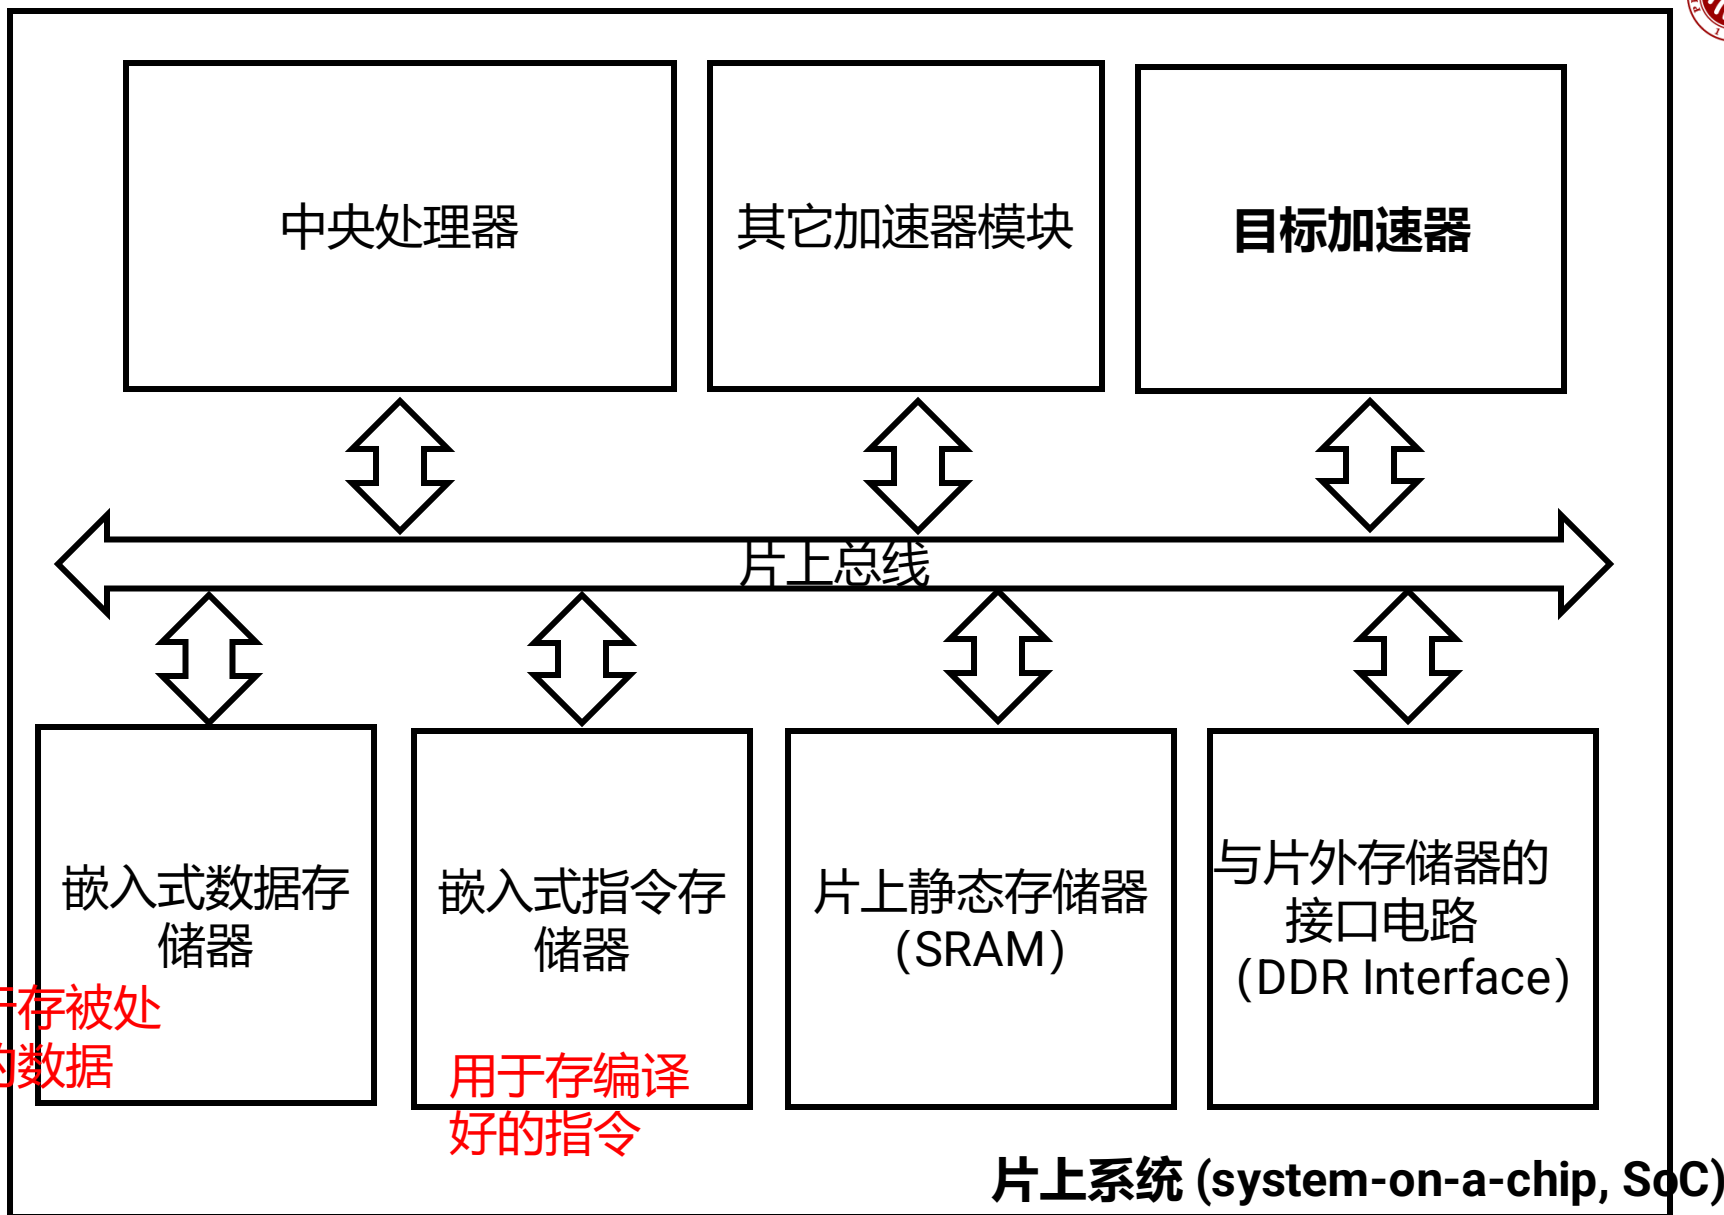 中央处理器
其它加速器模块
目标加速器
片上总线
嵌入式数据存
储器
于存被处
的数据
嵌入式指令存
储器
用于存编译
好的指令
片上静态存储器
（SRAM）
与片外存储器的
接口电路
（DDR Interface）
片上系统 (system-on-a-chip, SoC)